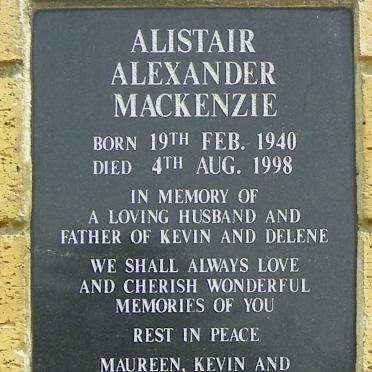 ALISTAIR
ALEXANDER
MACKENZIE
BORN 19TH FEB. 1940
DIED 4TH AUG. 1998
IN MEMORY OF
A LOVING HUSBAND AND
FATHER OF KEVIN AND DELENE
WE SHALL ALWAYS LOVE
AND CHERISH WONDERFUL
MEMORIES OF YOU
REST IN PEACE
MAUREEN, KEVIN AND